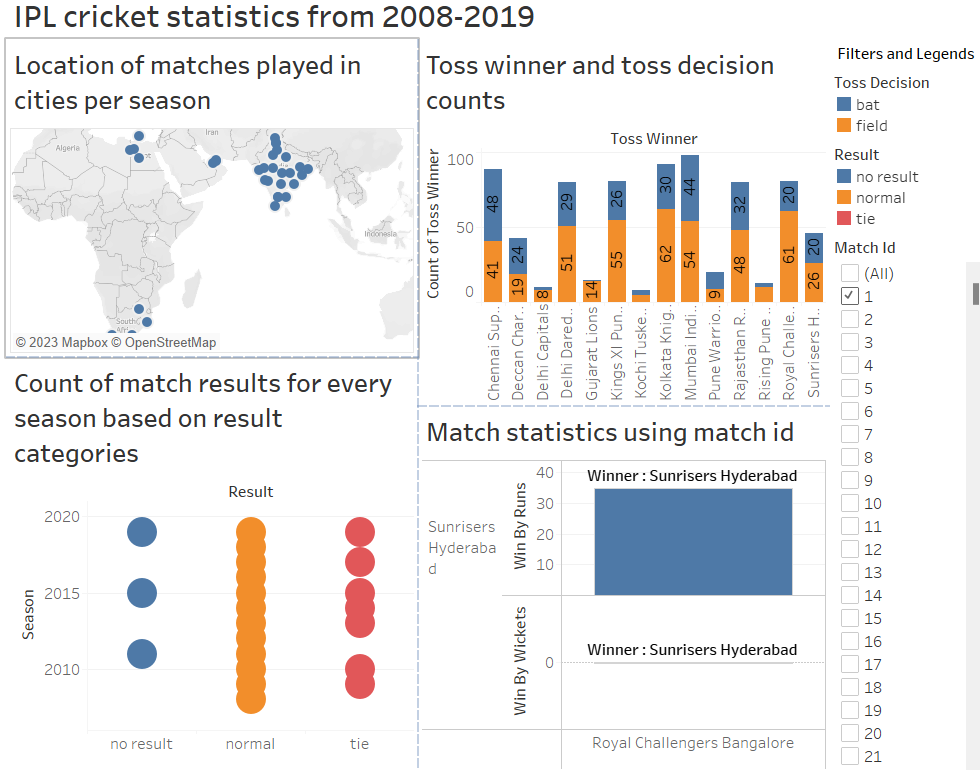 IPL cricket statistics from 2008-2019
Location of matches played in
cities per season
Algeria
Iran
Indonesia
South
© 2023 Mapbox © OpenStreetMap
Toss winner and toss decision
counts
Toss Winner
Count of Toss Winner
100
50
0
48
41
24
19
8
29
51
14
26
55
30
62
44
54
9
32
48
20
61
20
26
Chennai Sup..
Deccan Char..
Delhi Capitals
Delhi Dared..
Gujarat Lions
Kings XI Pun..
Kochi Tuske..
Kolkata Knig..
Mumbai Indi..
Pune Warrio..
Rajasthan R..
Rising Pune ..
Royal Challe..
Sunrisers H..
Count of match results for every
season based on result
categories
Result
Season
2020
2015
2010
no result
normal
tie
Match statistics using match id
Sunrisers
Hyderaba
d
Win By Runs
40
30
20
10
Winner : Sunrisers Hyderabad
Win By Wickets
0
Winner : Sunrisers Hyderabad
Royal Challengers Bangalore
Filters and Legends
Toss Decision
bat
field
Result
no result
normal
tie
Match Id
(All)
1
2
3
4
5
6
7
8
9
10
11
12
13
14
15
16
17
18
19
20
21